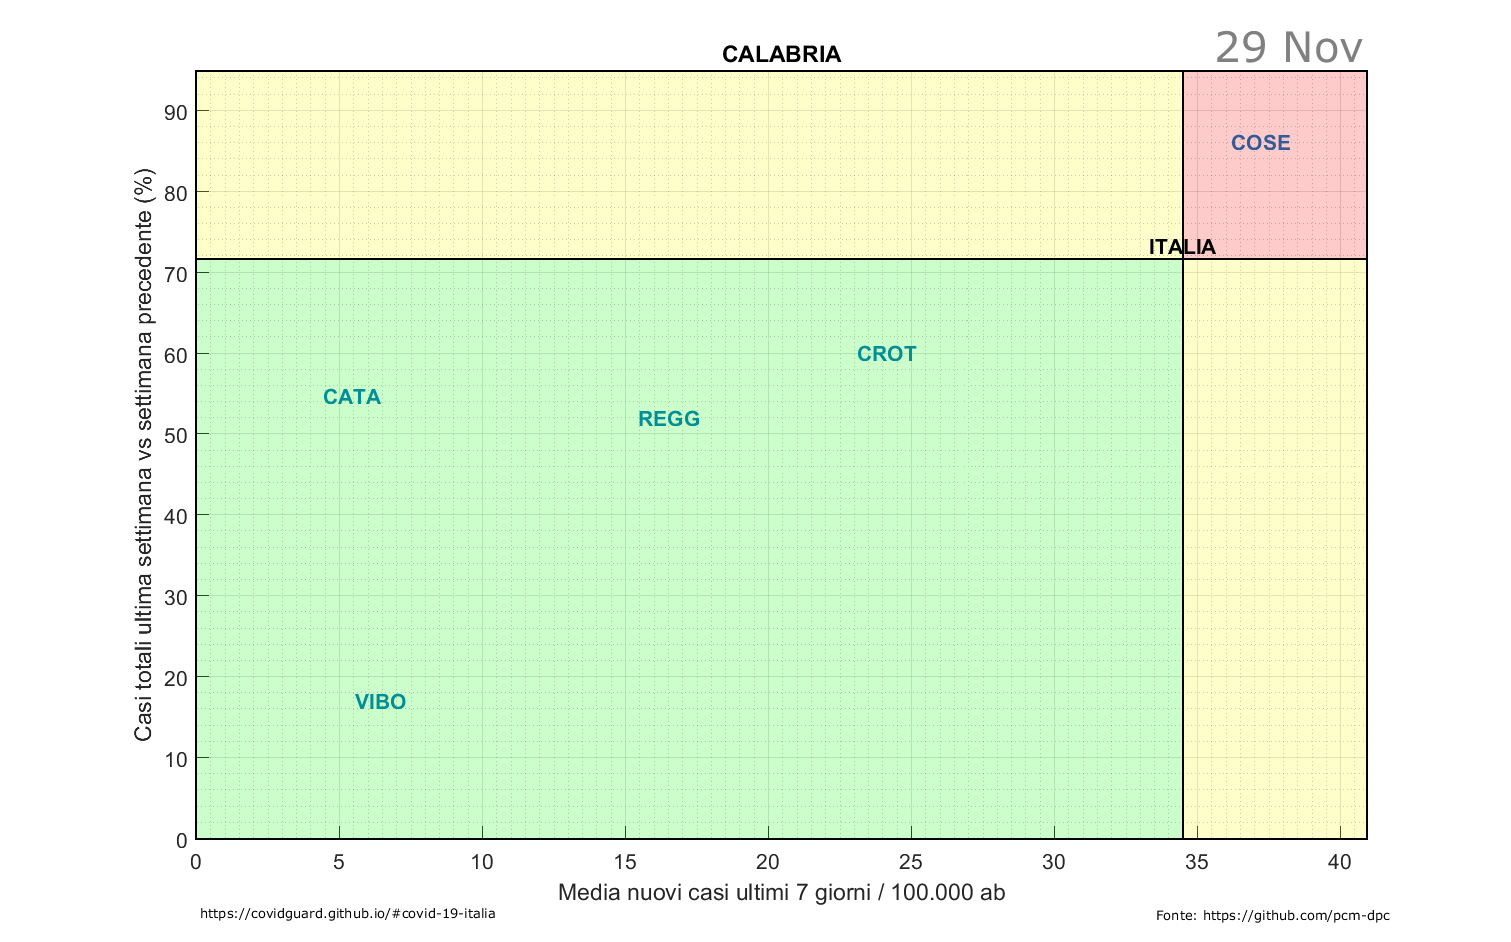 CALABRIA
29 Nov
Casi totali ultima settimana vs settimana precedente (%)
90
80
70
60
50
40
30
20
10
0
COSE
ITALIA
CROT
CATA
REGG
VIBO
0 5 10 15 20 25 30 35 40
Media nuovi casi ultimi 7 giorni / 100.000 ab
https://covidguard.github.io/#covid-19-italia
Fonte: https://github.com/pcm-dpc